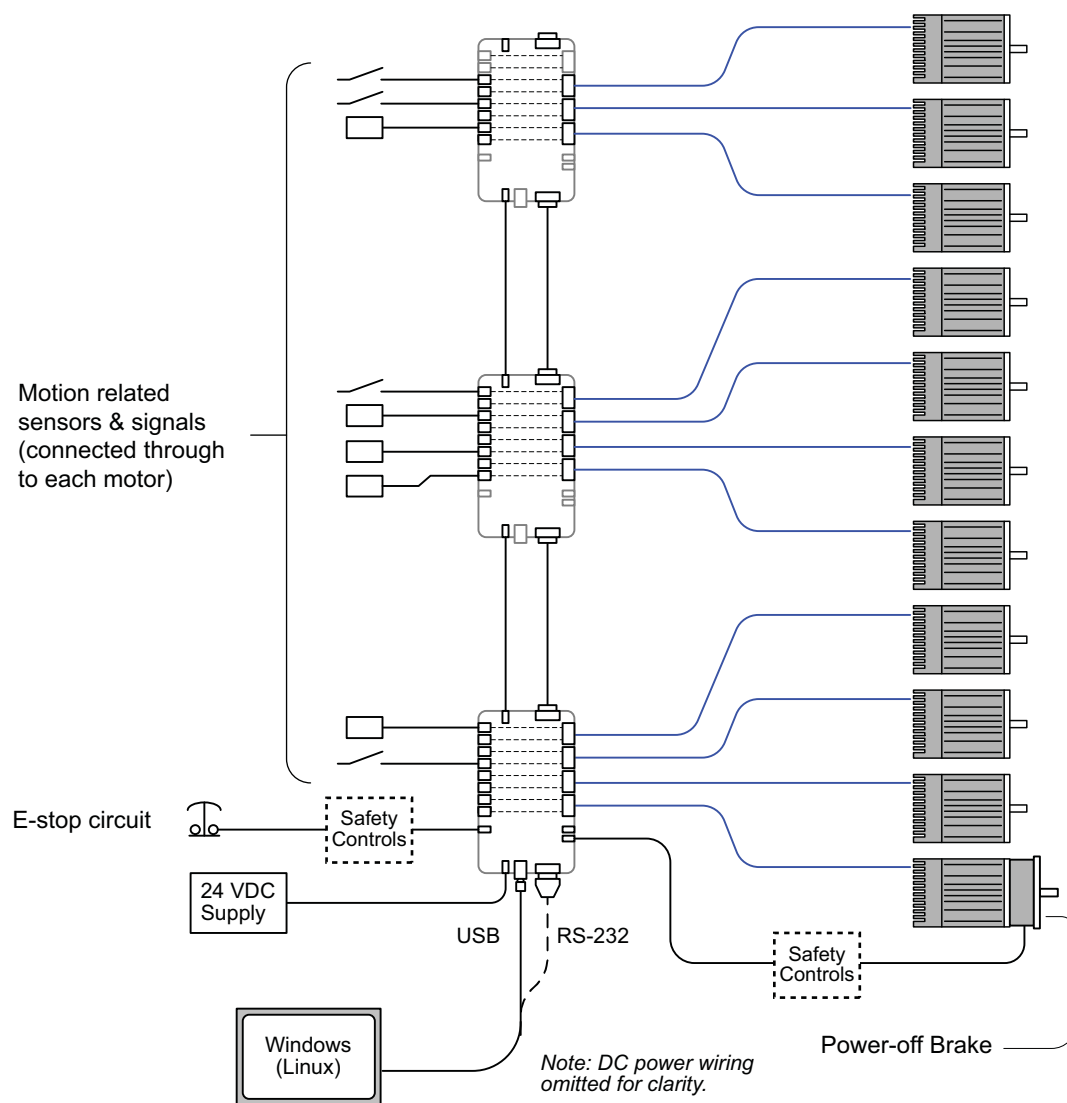 Motion related
sensors & signals
(connected through
to each motor)
E-stop circuit
Safety
Controls
24 VDC
Supply
USB
RS-232
Safety
Controls
Windows
(Linux)
Note: DC power wiring
omitted for clarity.
Power-off Brake